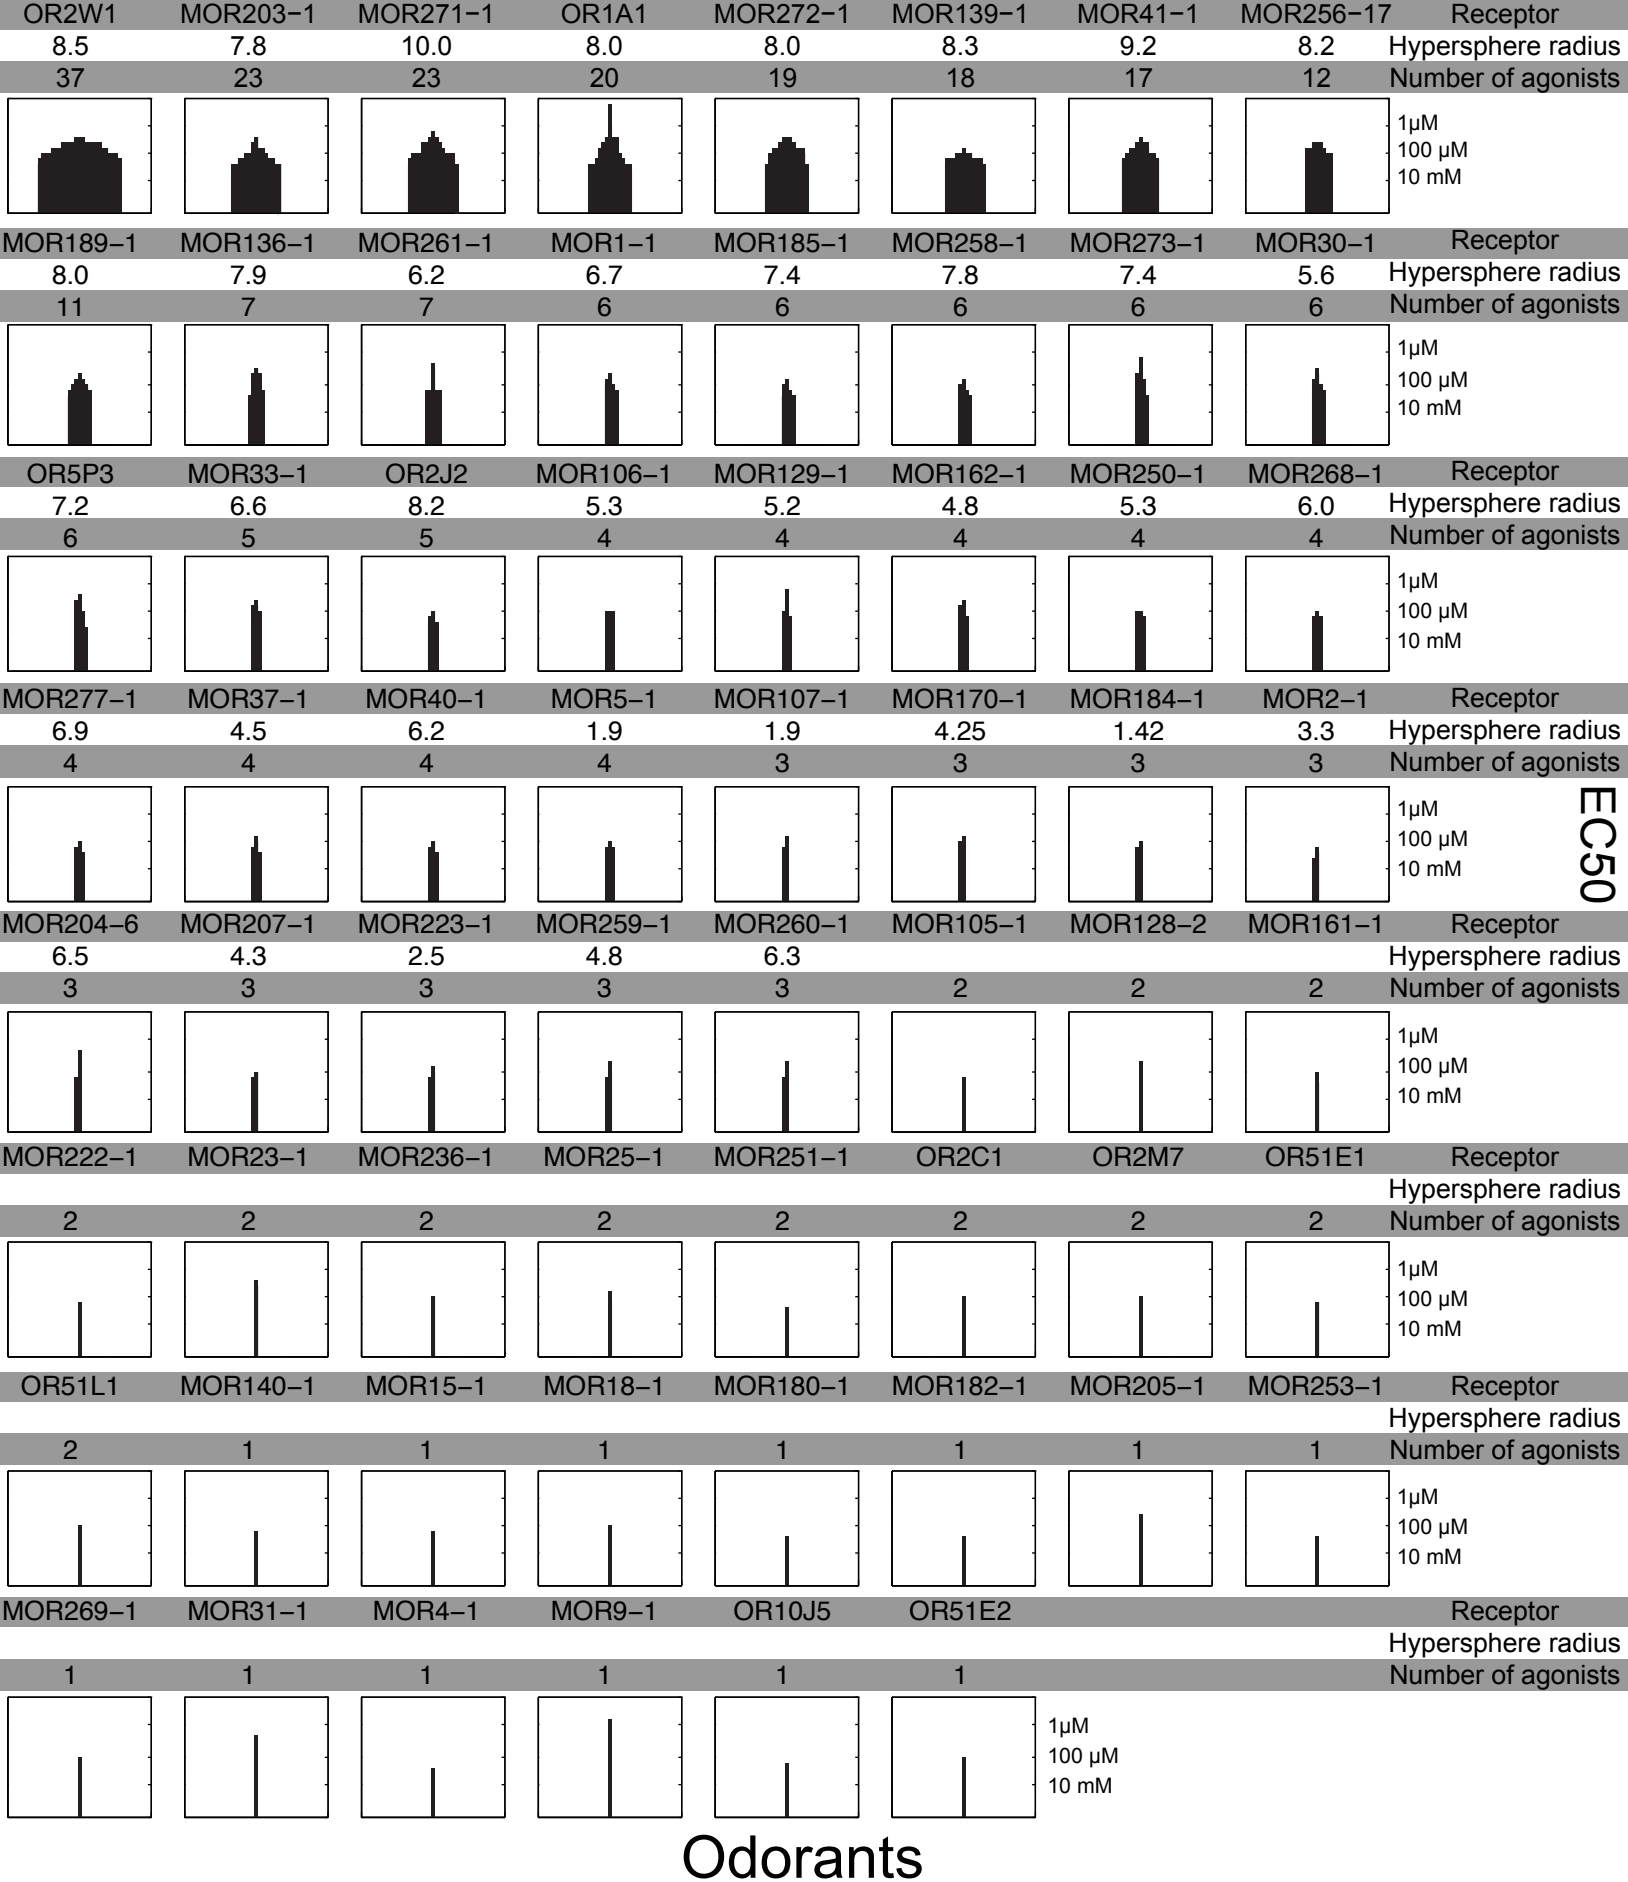 OR2W1 MOR203−1 MOR271−1 OR1A1 MOR272−1 MOR139−1 MOR41−1 MOR256−17 Receptor
8.5 7.8 10.0 8.0 8.0 8.3 9.2 8.2 Hypersphere radius
37 23 23 20 19 18 17 12 Number of agonists
1µM
100 µM
10 mM
MOR189−1 MOR136−1 MOR261−1 MOR1−1 MOR185−1 MOR258−1 MOR273−1 MOR30−1 Receptor
8.0 7.9 6.2 6.7 7.4 7.8 7.4 5.6 Hypersphere radius
11 7 7 6 6 6 6 6 Number of agonists
1µM
100 µM
10 mM
OR5P3 MOR33−1 OR2J2 MOR106−1 MOR129−1 MOR162−1 MOR250−1 MOR268−1 Receptor
7.2 6.6 8.2 5.3 5.2 4.8 5.3 6.0 Hypersphere radius
6 5 5 4 4 4 4 4 Number of agonists
1µM
100 µM
10 mM
MOR277−1 MOR37−1 MOR40−1 MOR5−1 MOR107−1 MOR170−1 MOR184−1 MOR2−1 Receptor
6.9 4.5 6.2 1.9 1.9 4.25 1.42 3.3 Hypersphere radius
4 4 4 4 3 3 3 3 Number of agonists
1µM
100 µM
10 mM
EC50
MOR204−6 MOR207−1 MOR223−1 MOR259−1 MOR260−1 MOR105−1 MOR128−2 MOR161−1 Receptor
6.5 4.3 2.5 4.8 6.3 Hypersphere radius
3 3 3 3 3 2 2 2 Number of agonists
1µM
100 µM
10 mM
MOR222−1 MOR23−1 MOR236−1 MOR25−1 MOR251−1 OR2C1 OR2M7 OR51E1 Receptor
Hypersphere radius
2 2 2 2 2 2 2 2 Number of agonists
1µM
100 µM
10 mM
OR51L1 MOR140−1 MOR15−1 MOR18−1 MOR180−1 MOR182−1 MOR205−1 MOR253−1 Receptor
Hypersphere radius
2 1 1 1 1 1 1 1 Number of agonists
1µM
100 µM
10 mM
MOR269−1 MOR31−1 MOR4−1 MOR9−1 OR10J5 OR51E2 Receptor
Hypersphere radius
1 1 1 1 1 1 Number of agonists
1µM
100 µM
10 mM
Odorants